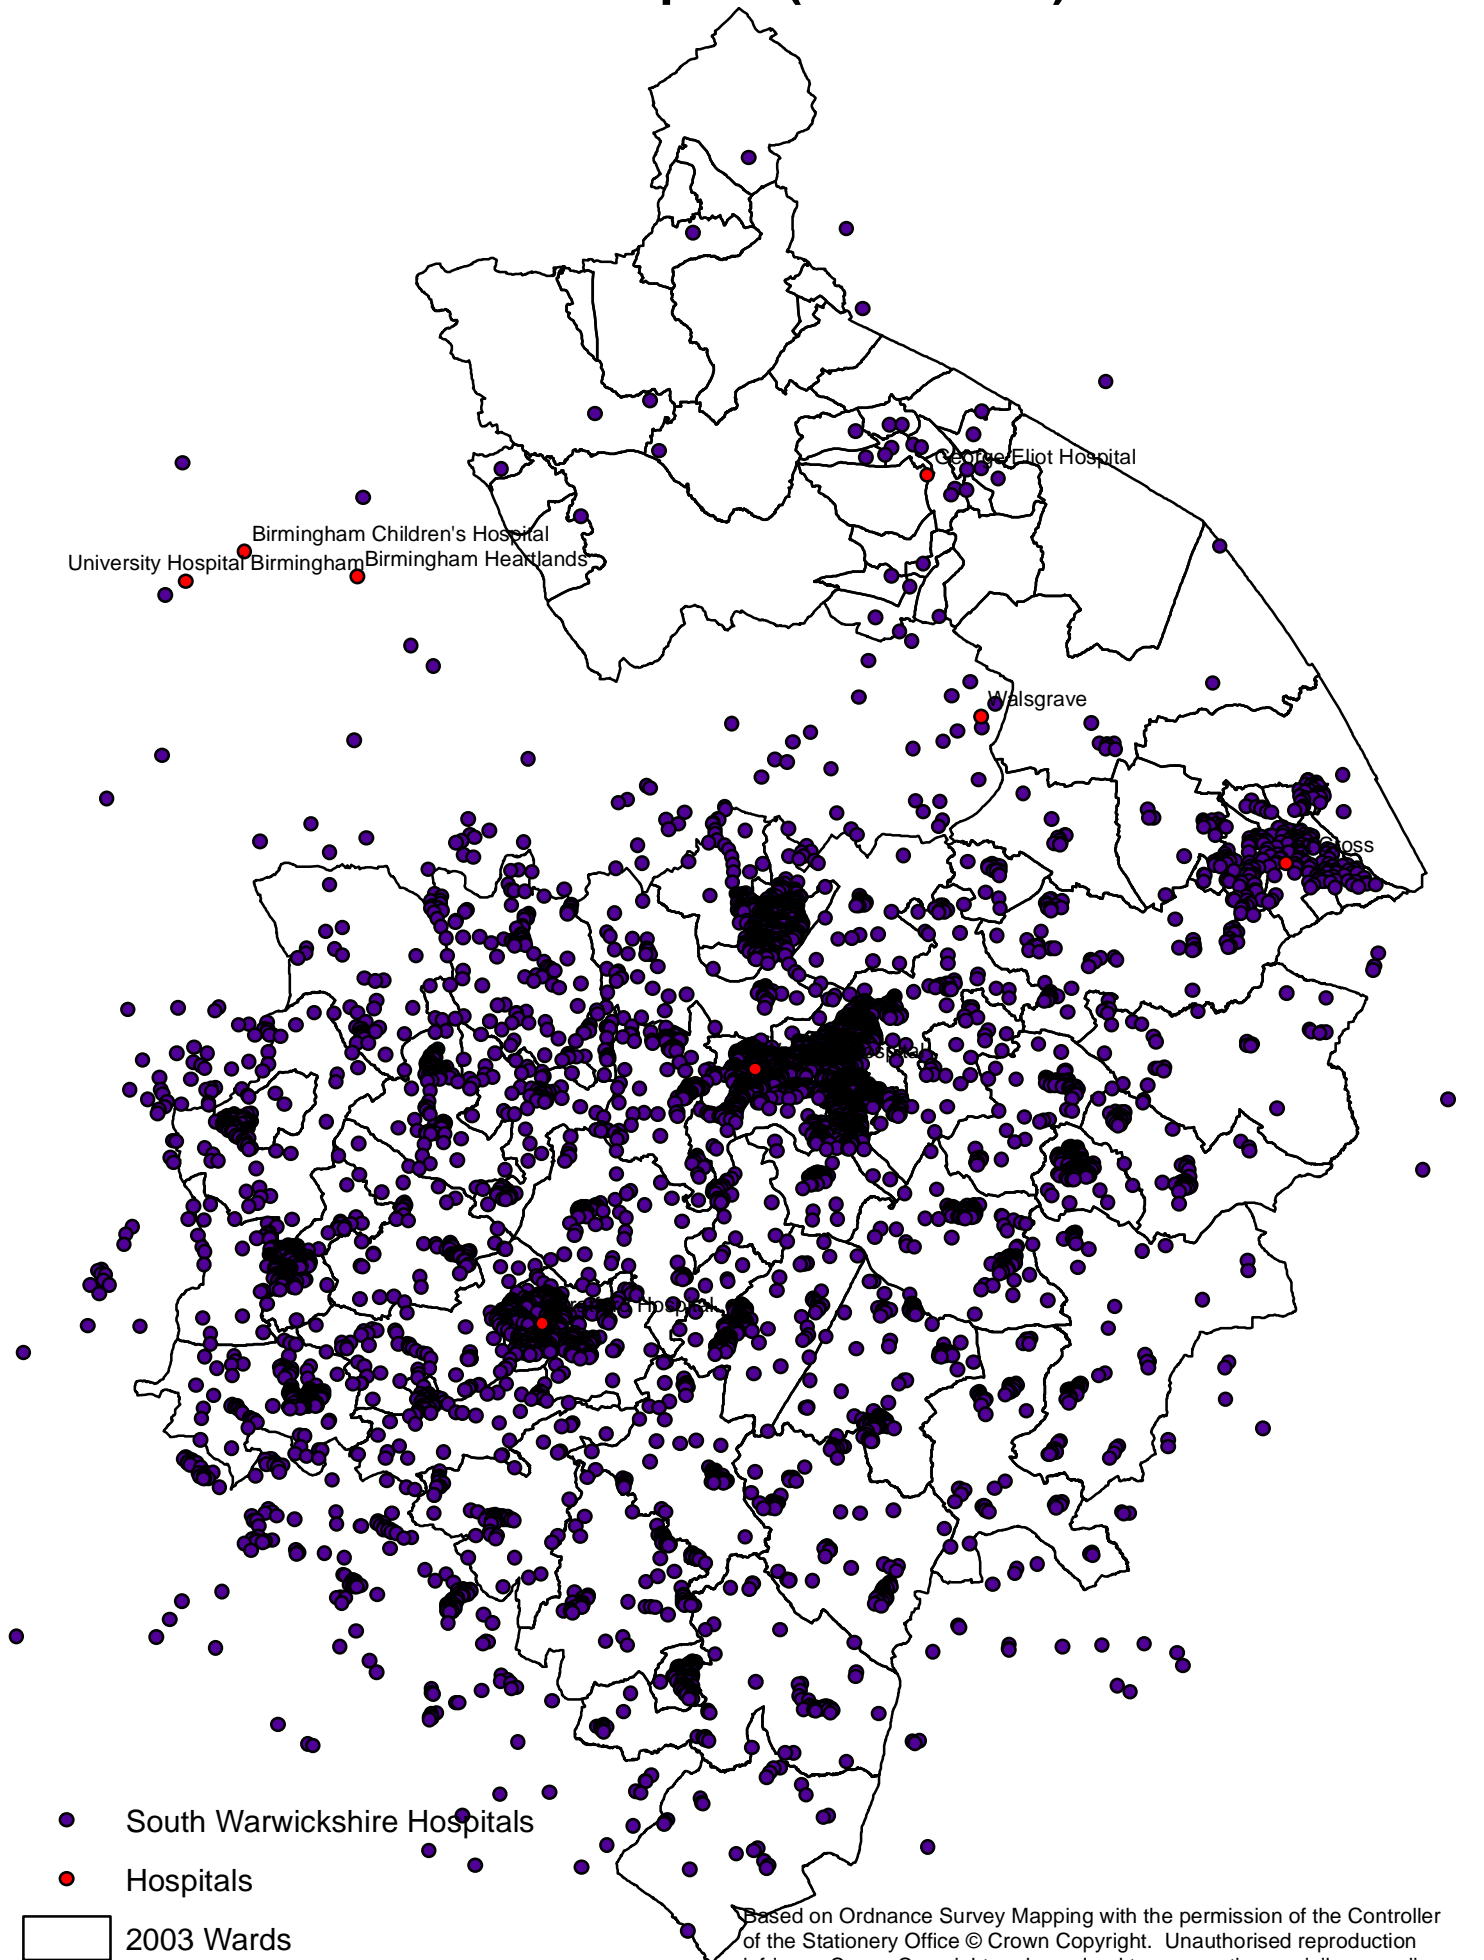 George Eliot Hospital
Birmingham Children's Hospital
University Hospital Birmingham
Birmingham Heartlands
Walsgrave
Hospital
South Warwickshire Hospitals
Hospitals
2003 Wards
Based on Ordnance Survey Mapping with the permission of the Controller
of the Stationery Office © Crown Copyright. Unauthorised reproduction